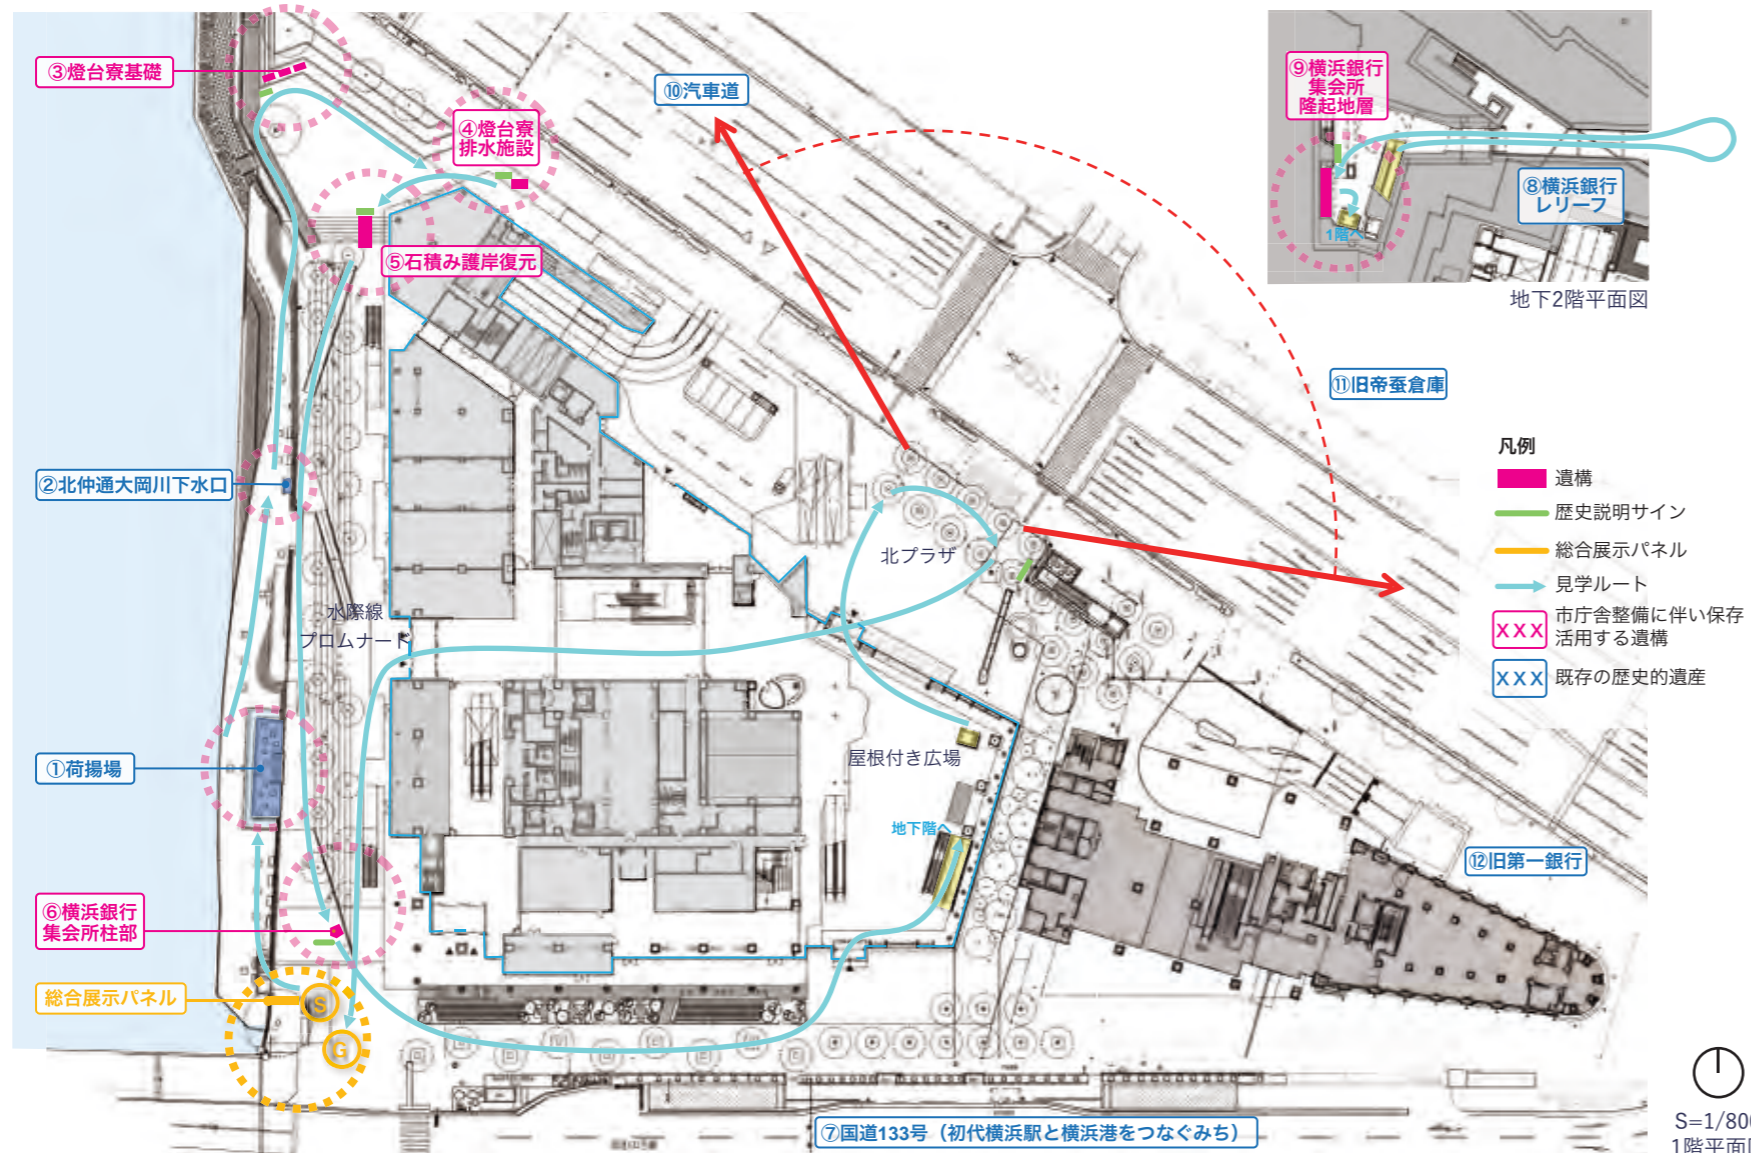 ③燈台寮基礎
④燈台寮
排水施設
⑤石積み護岸復元
⑩汽車道
⑨横浜銀行
集会所
隆起地層
1階へ
⑧横浜銀行
レリーフ
地下2階平面図
⑪旧帝蚕倉庫
凡例
遺構
歴史説明サイン
総合展示パネル
見学ルート
XXX
市庁舎整備に伴い保存
活用する遺構
XXX
既存の歴史的遺産
②北仲通大岡川下水口
北プラザ
水際線
プロムナード
①荷揚場
屋根付き広場
地下階へ
⑫旧第一銀行
⑥横浜銀行
集会所柱部
総合展示パネル
S
G
⑦国道133号（初代横浜駅と横浜港をつなぐみち）
S=1/800
1階平面図